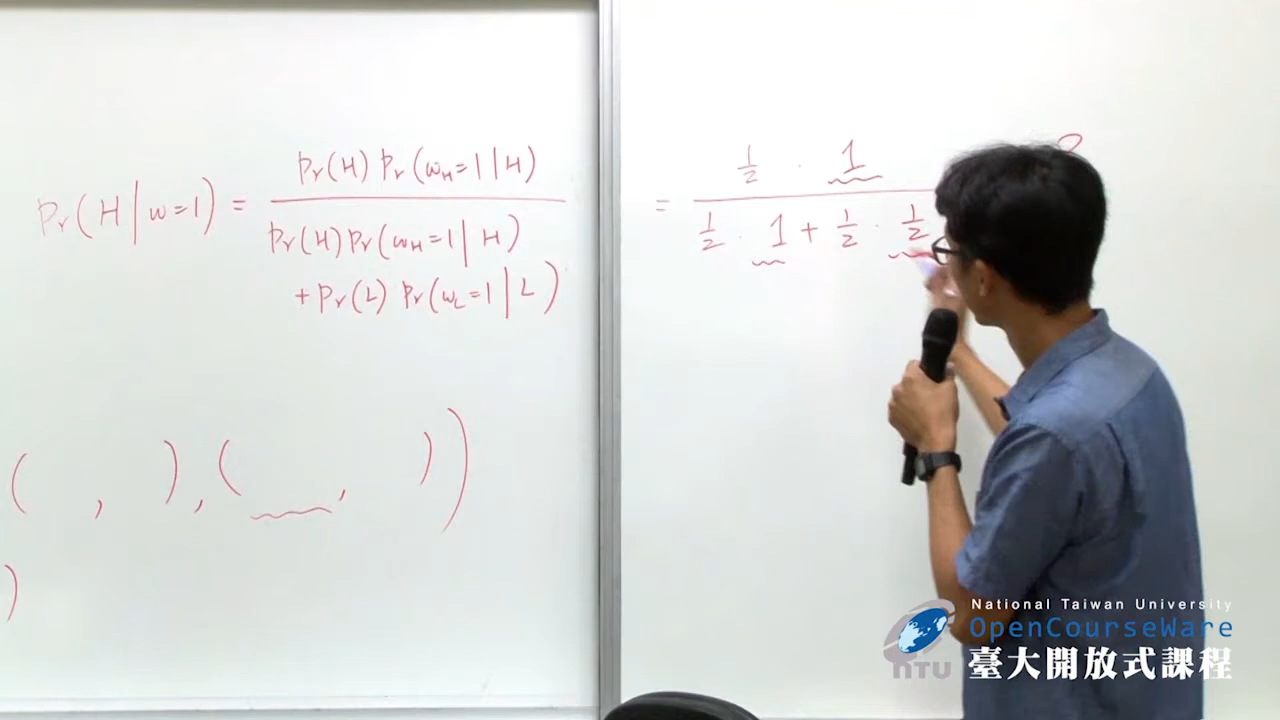 Pr(H | w=1) = Pr(H) Pr(w_H=1 | H)
Pr(H) Pr(w_H=1 | H)
+ Pr(L) Pr(w_L=1 | L)
= 1/2 · 1
1/2 · 1 + 1/2 · 1/2
( , ), ( , ))
)
National Taiwan University
OpenCourseWare
臺大開放式課程
NTU